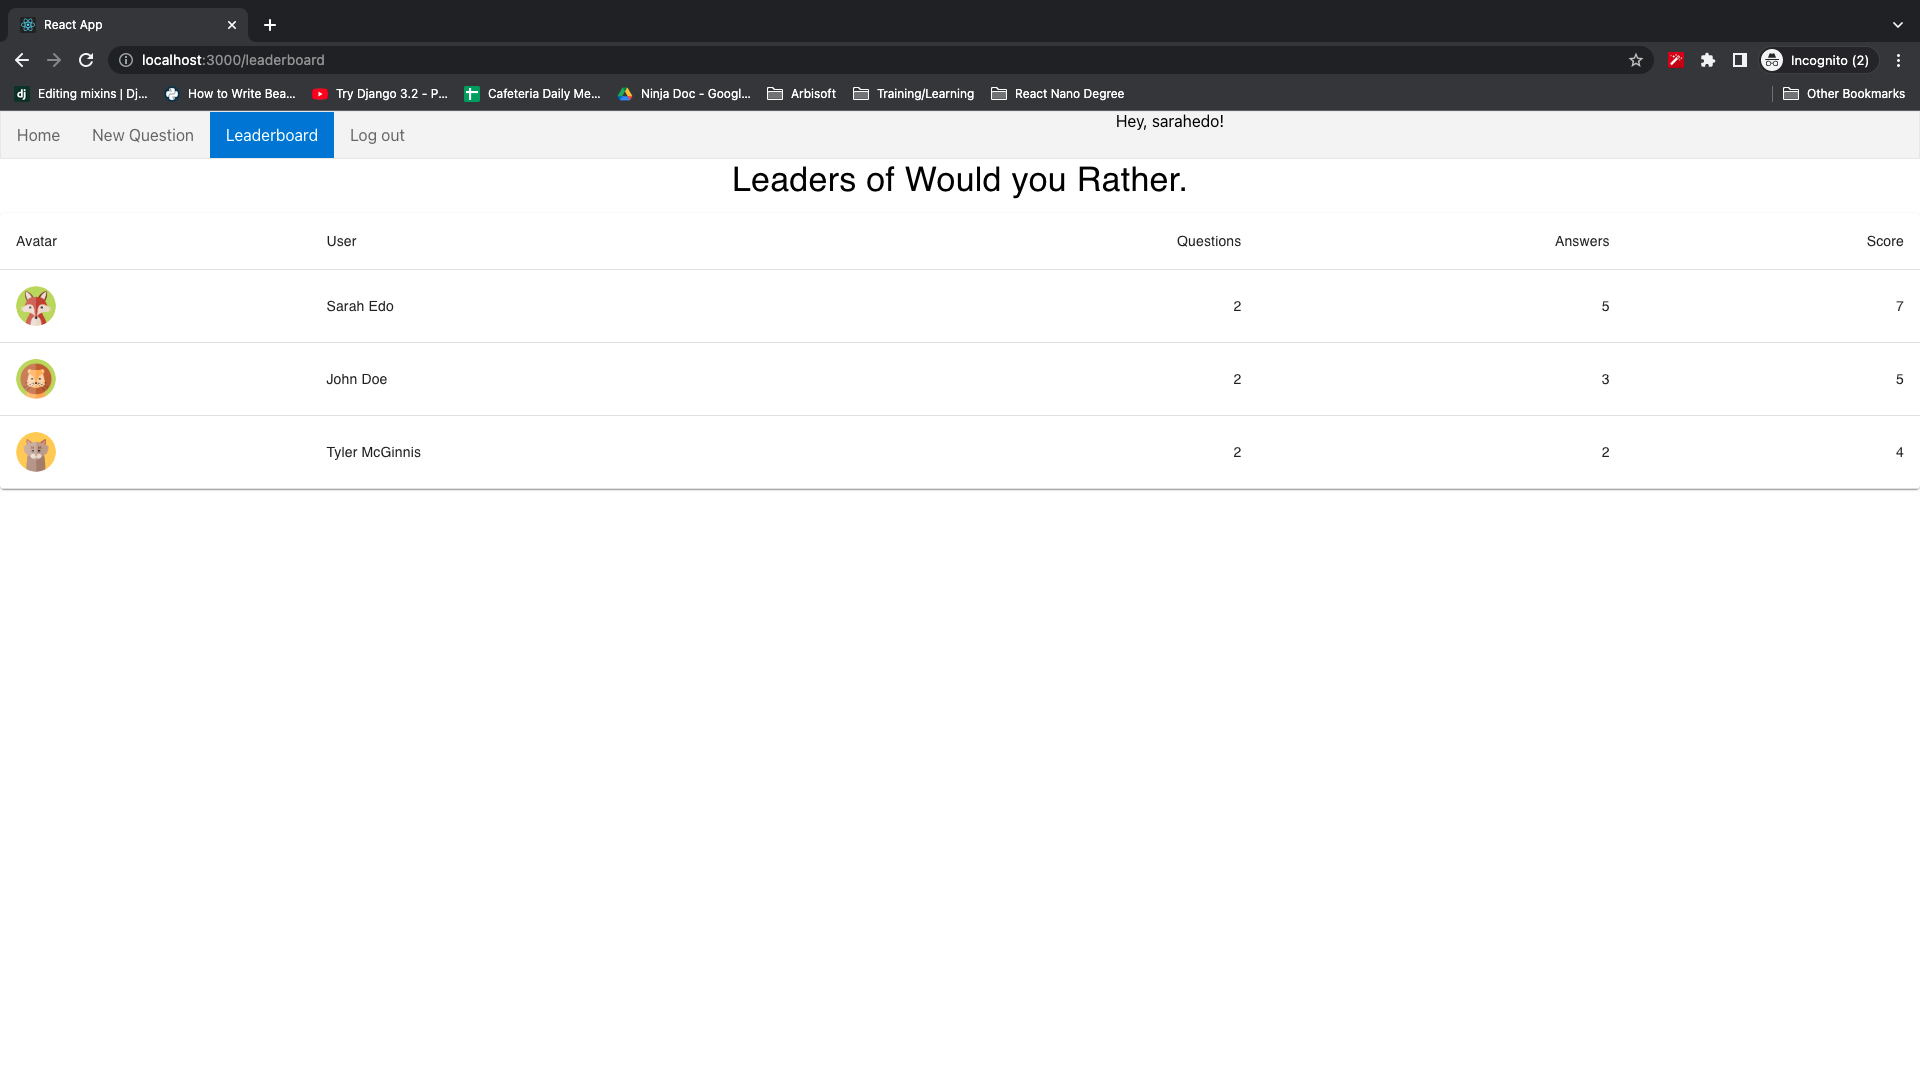 React App
localhost:3000/leaderboard
Incognito (2)
dj Editing mixins | Dj... How to Write Bea... Try Django 3.2 - P... Cafeteria Daily Me... Ninja Doc - Googl... Arbisoft Training/Learning React Nano Degree Other Bookmarks
Home New Question Leaderboard Log out Hey, sarahedo!
Leaders of Would you Rather.
Avatar User Questions Answers Score
Sarah Edo 2 5 7
John Doe 2 3 5
Tyler McGinnis 2 2 4